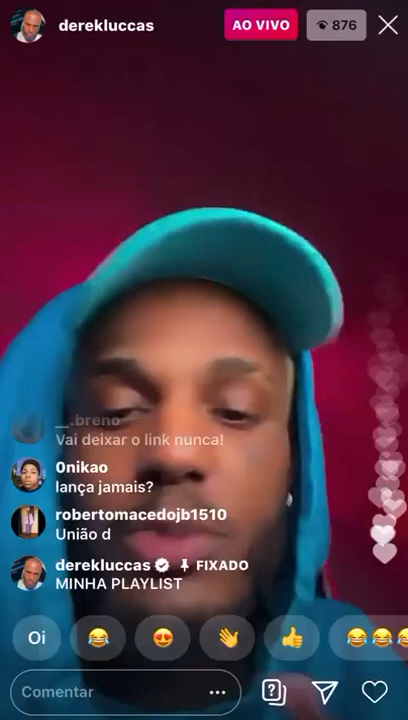 derekluccas
AO VIVO
876
__.breno
Vai deixar o link nunca!
0nikao
lança jamais?
robertomacedojb1510
União d
derekluccas FIXADO
MINHA PLAYLIST
Oi
Comentar